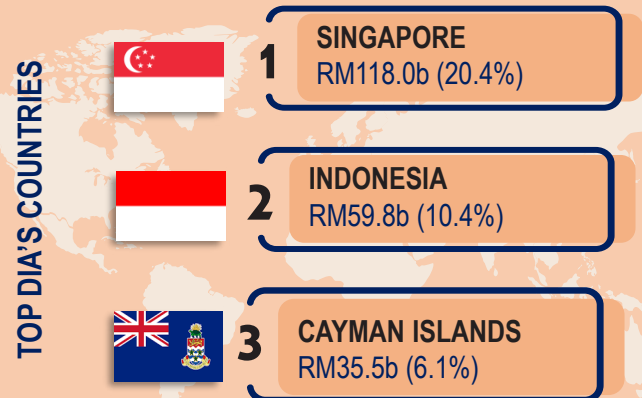 TOP DIA'S COUNTRIES
1
SINGAPORE
RM118.0b (20.4%)
2
INDONESIA
RM59.8b (10.4%)
3
CAYMAN ISLANDS
RM35.5b (6.1%)